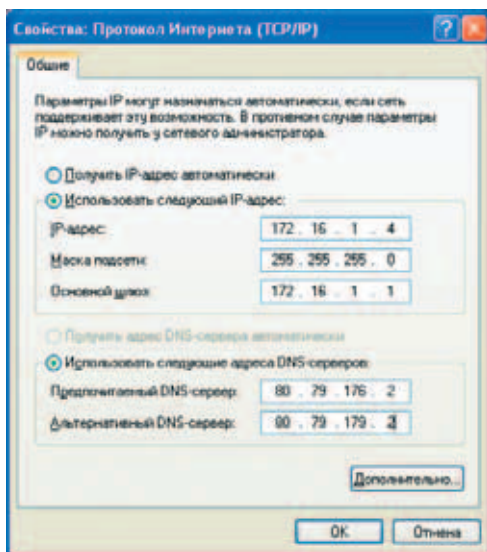 Свойства: Протокол Интернета (TCP/IP)
Общие
Параметры IP могут назначаться автоматически, если сеть
поддерживает эту возможность. В противном случае параметры
IP можно получить у сетевого администратора.
Получить IP-адрес автоматически
Использовать следующий IP-адрес:
IP-адрес: 172 . 16 . 1 . 4
Маска подсети: 255 . 255 . 255 . 0
Основной шлюз: 172 . 16 . 1 . 1
Получить адрес DNS-сервера автоматически
Использовать следующие адреса DNS-серверов:
Предпочитаемый DNS-сервер: 80 . 79 . 176 . 2
Альтернативный DNS-сервер: 80 . 79 . 179 . 2
Дополнительно...
OK Отмена